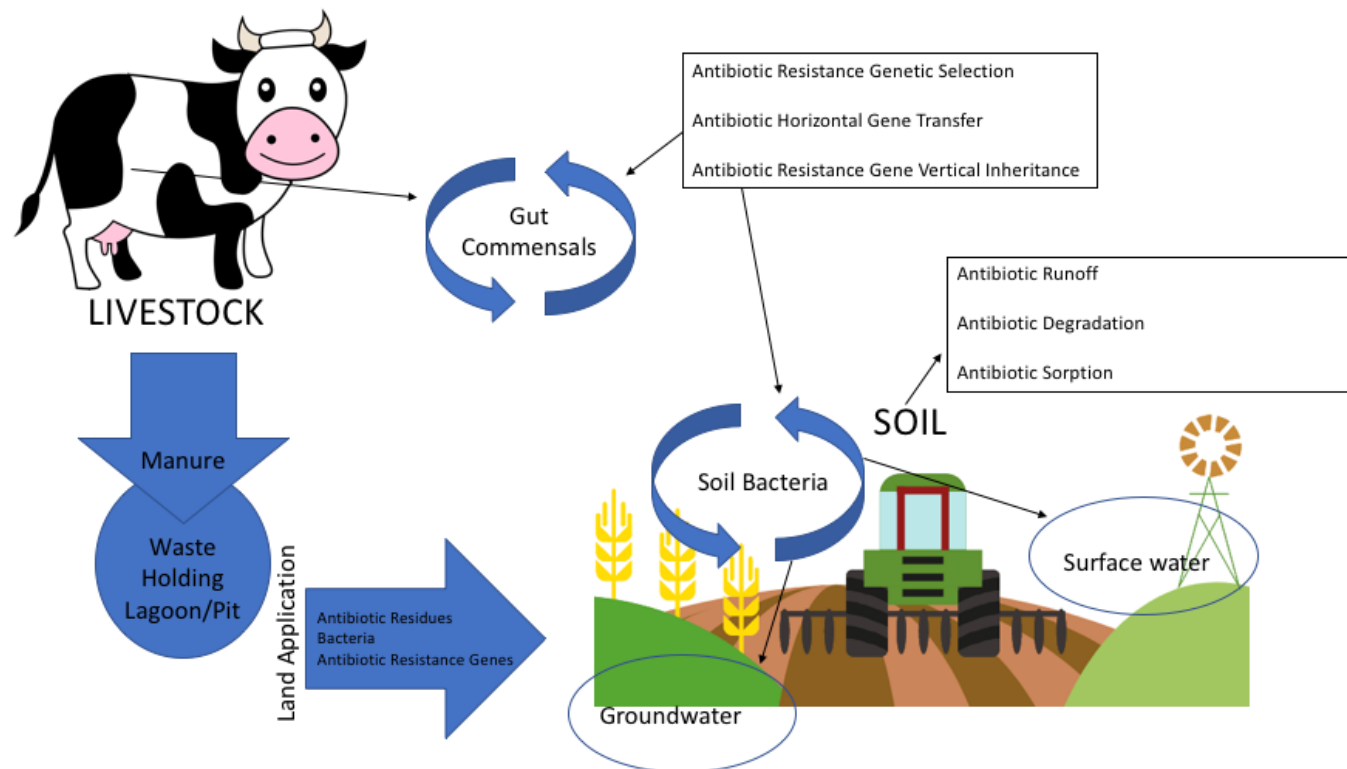 Antibiotic Resistance Genetic Selection
Antibiotic Horizontal Gene Transfer
Antibiotic Resistance Gene Vertical Inheritance
Gut
Commensals
LIVESTOCK
Antibiotic Runoff
Antibiotic Degradation
Antibiotic Sorption
SOIL
Manure
Waste
Holding
Lagoon/Pit
Land Application
Antibiotic Residues
Bacteria
Antibiotic Resistance Genes
Soil Bacteria
Surface water
Groundwater